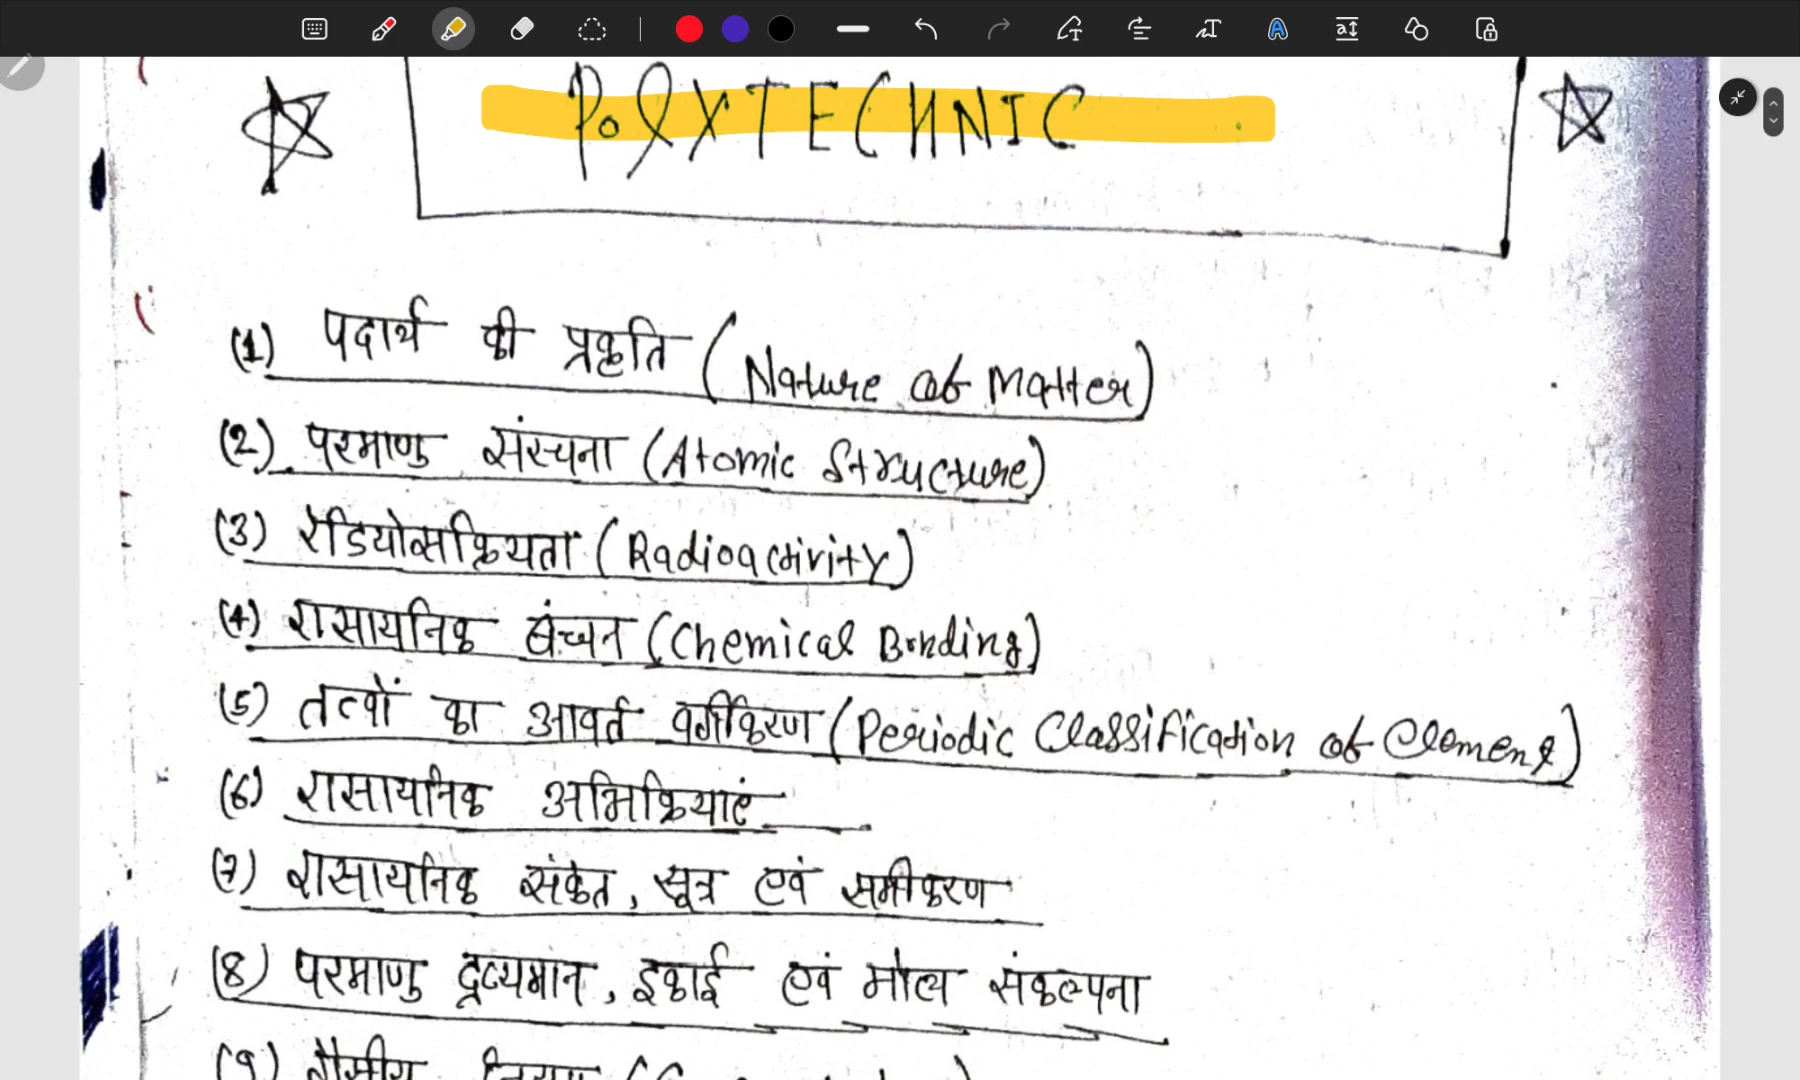 POLYTECHNIC
(1) पदार्थ की प्रकृति (Nature of Matter)
(2) परमाणु संरचना (Atomic Structure)
(3) रेडियोसक्रियता (Radioactivity)
(4) रासायनिक बंधन (Chemical Bonding)
(5) तत्वों का आवर्त वर्गीकरण (Periodic Classification of Element)
(6) रासायनिक अभिक्रियाएं
(7) रासायनिक संकेत, सूत्र एवं समीकरण
(8) परमाणु द्रव्यमान, इकाई एवं मोल संकल्पना
(9)